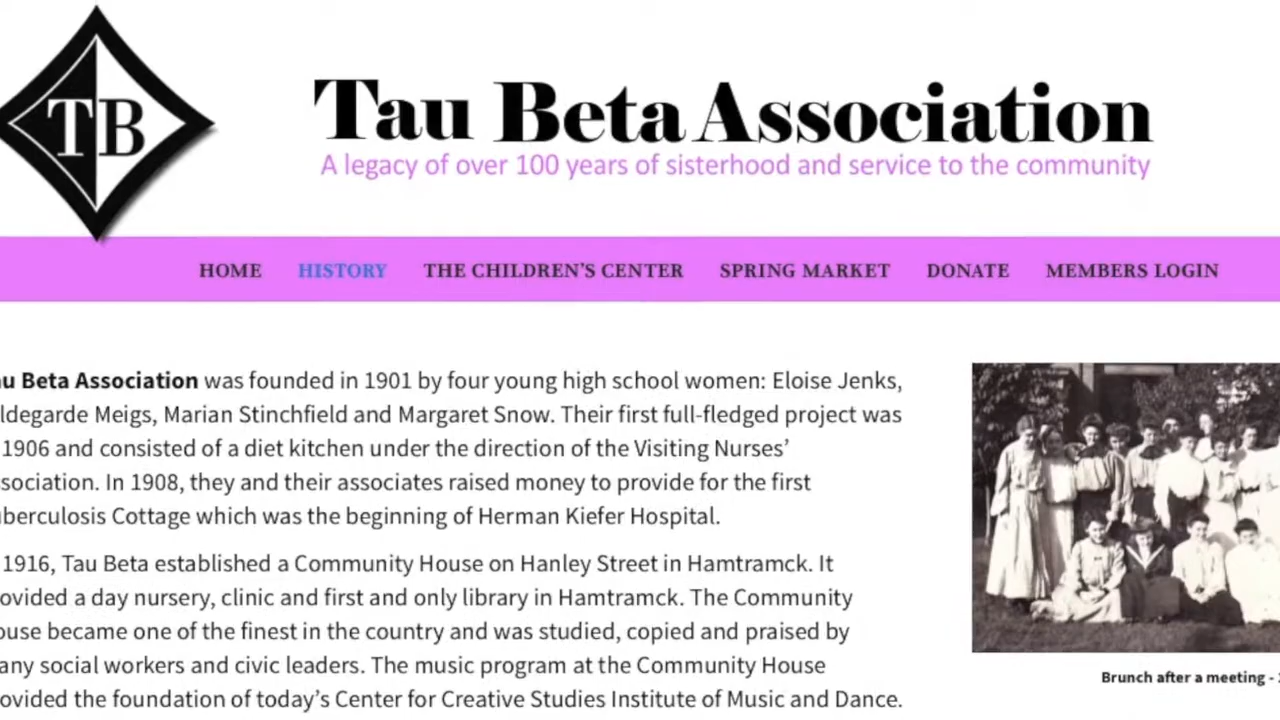 TB
Tau Beta Association
A legacy of over 100 years of sisterhood and service to the community
HOME HISTORY THE CHILDREN'S CENTER SPRING MARKET DONATE MEMBERS LOGIN
au Beta Association was founded in 1901 by four young high school women: Eloise Jenks,
ldegarde Meigs, Marian Stinchfield and Margaret Snow. Their first full-fledged project was
1906 and consisted of a diet kitchen under the direction of the Visiting Nurses’
sociation. In 1908, they and their associates raised money to provide for the first
berculosis Cottage which was the beginning of Herman Kiefer Hospital.
1916, Tau Beta established a Community House on Hanley Street in Hamtramck. It
ovided a day nursery, clinic and first and only library in Hamtramck. The Community
ouse became one of the finest in the country and was studied, copied and praised by
any social workers and civic leaders. The music program at the Community House
ovided the foundation of today’s Center for Creative Studies Institute of Music and Dance.
Brunch after a meeting -